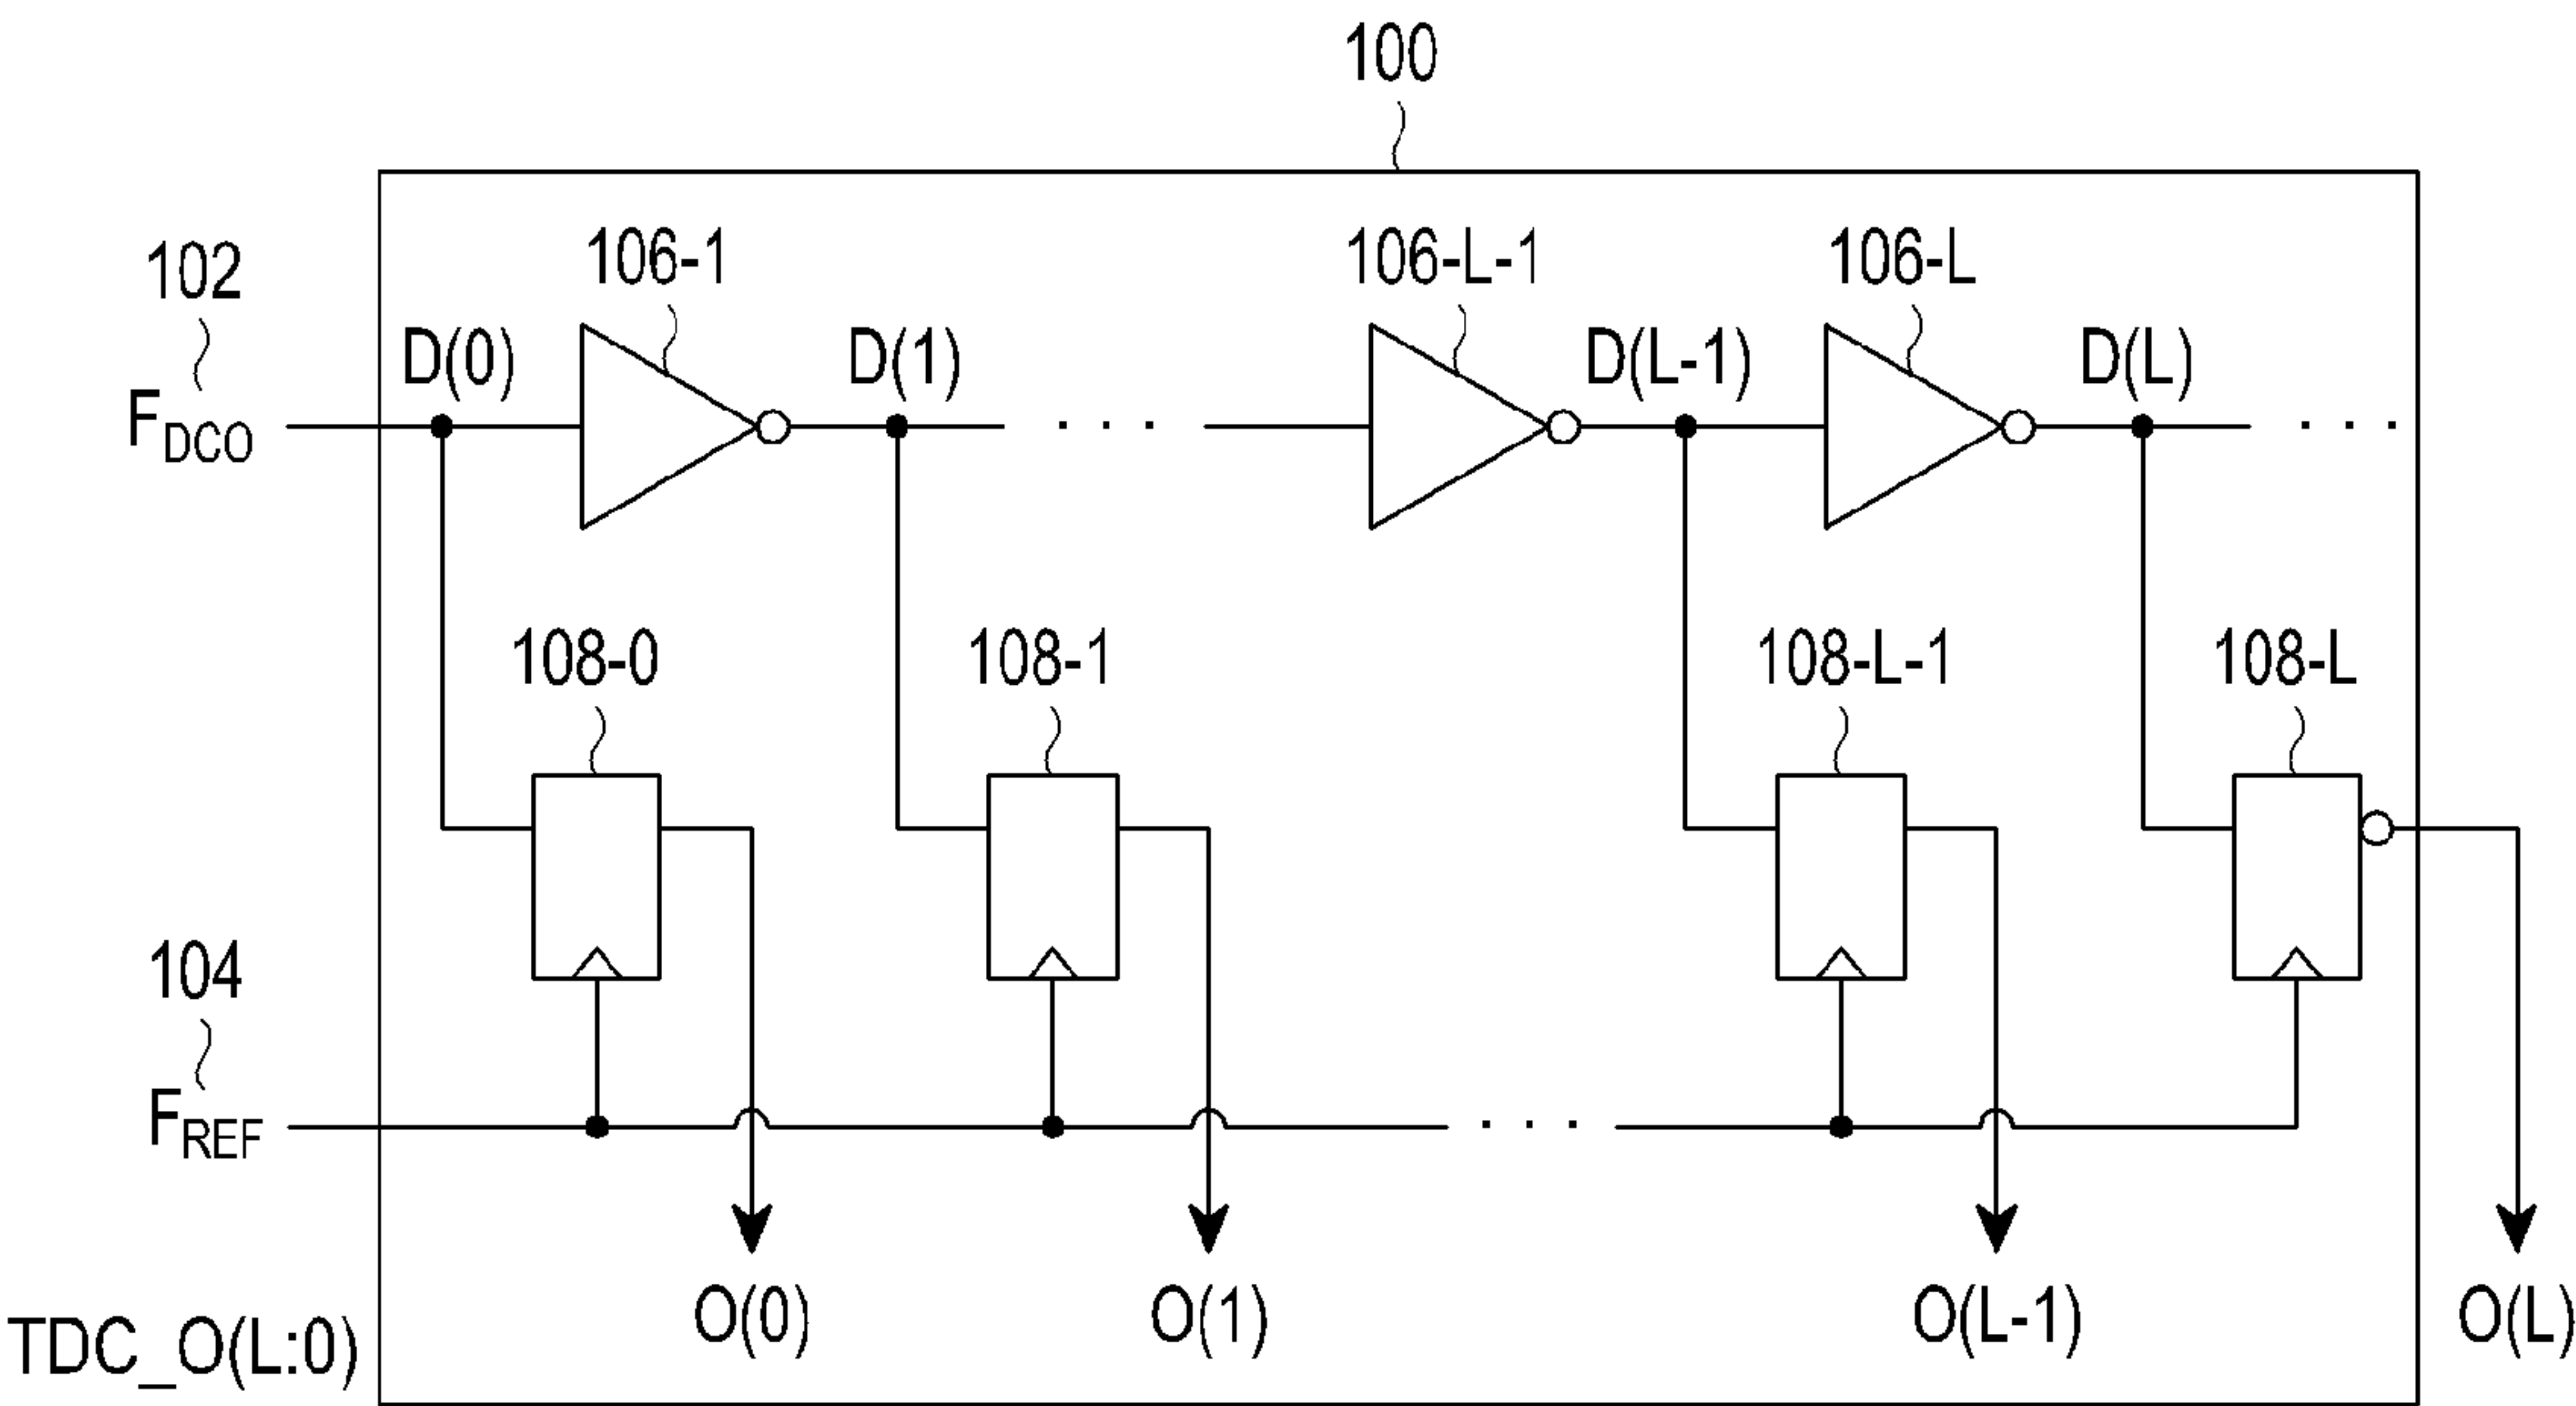 100
102
106-1
106-L-1
106-L
D(0)
D(1)
D(L-1)
D(L)
F_DCO
. . .
. . .
108-0
108-1
108-L-1
108-L
104
F_REF
. . .
O(0)
O(1)
O(L-1)
O(L)
TDC_O(L:0)